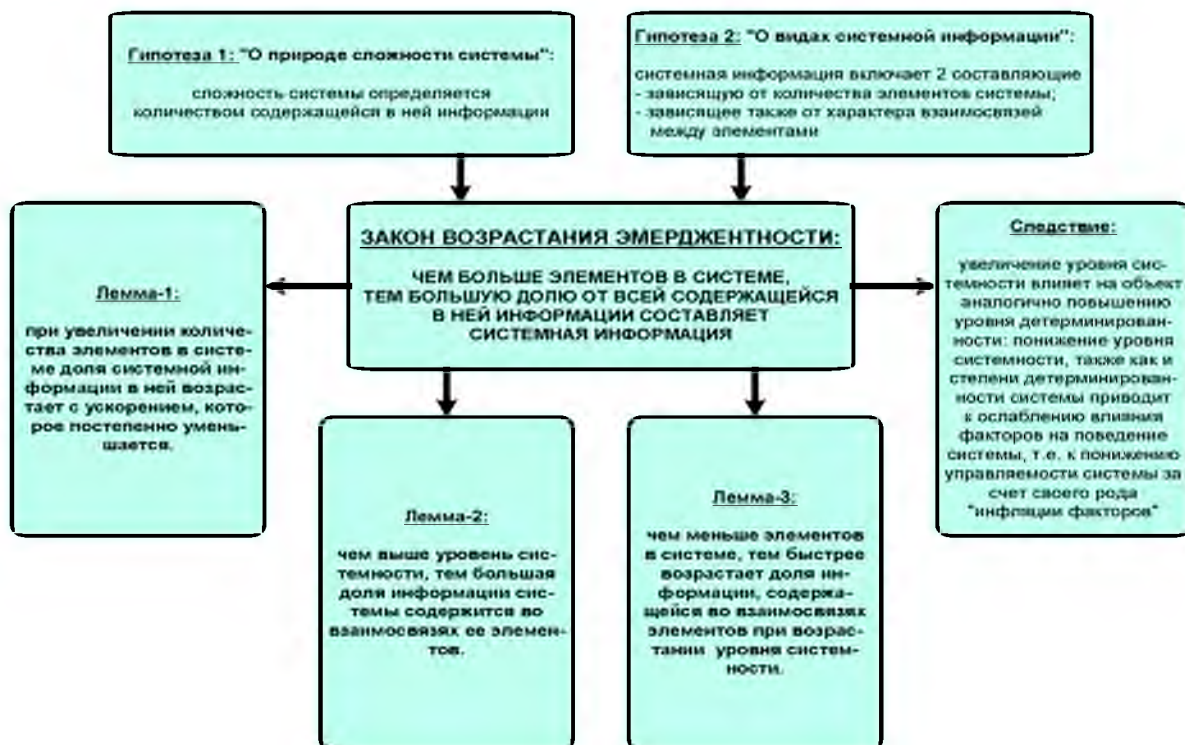 Гипотеза 1: "О природе сложности системы":
сложность системы определяется
количеством содержащейся в ней информации
Гипотеза 2: "О видах системной информации":
системная информация включает 2 составляющие
- зависящую от количества элементов системы;
- зависящее также от характера взаимосвязей
между элементами
ЗАКОН ВОЗРАСТАНИЯ ЭМЕРДЖЕНТНОСТИ:
ЧЕМ БОЛЬШЕ ЭЛЕМЕНТОВ В СИСТЕМЕ,
ТЕМ БОЛЬШУЮ ДОЛЮ ОТ ВСЕЙ СОДЕРЖАЩЕЙСЯ
В НЕЙ ИНФОРМАЦИИ СОСТАВЛЯЕТ
СИСТЕМНАЯ ИНФОРМАЦИЯ
Лемма-1:
при увеличении количе-
ства элементов в систе-
ме доля системной ин-
формации в ней возрас-
тает с ускорением, кото-
рое постепенно умень-
шается.
Лемма-2:
чем выше уровень сис-
темности, тем большая
доля информации сис-
темы содержится во
взаимосвязях ее элемен-
тов.
Лемма-3:
чем меньше элементов
в системе, тем быстрее
возрастает доля ин-
формации, содержа-
щейся во взаимосвязях
элементов при возрас-
тании уровня систем-
ности.
Следствие:
увеличение уровня сис-
темности влияет на объект
аналогично повышению
уровня детерминирован-
ности: понижение уровня
системности, также как и
степени детерминирован-
ности системы приводит
к ослаблению влияния
факторов на поведение
системы, т.е. к понижению
управляемости системы за
счет своего рода
"инфляции факторов"